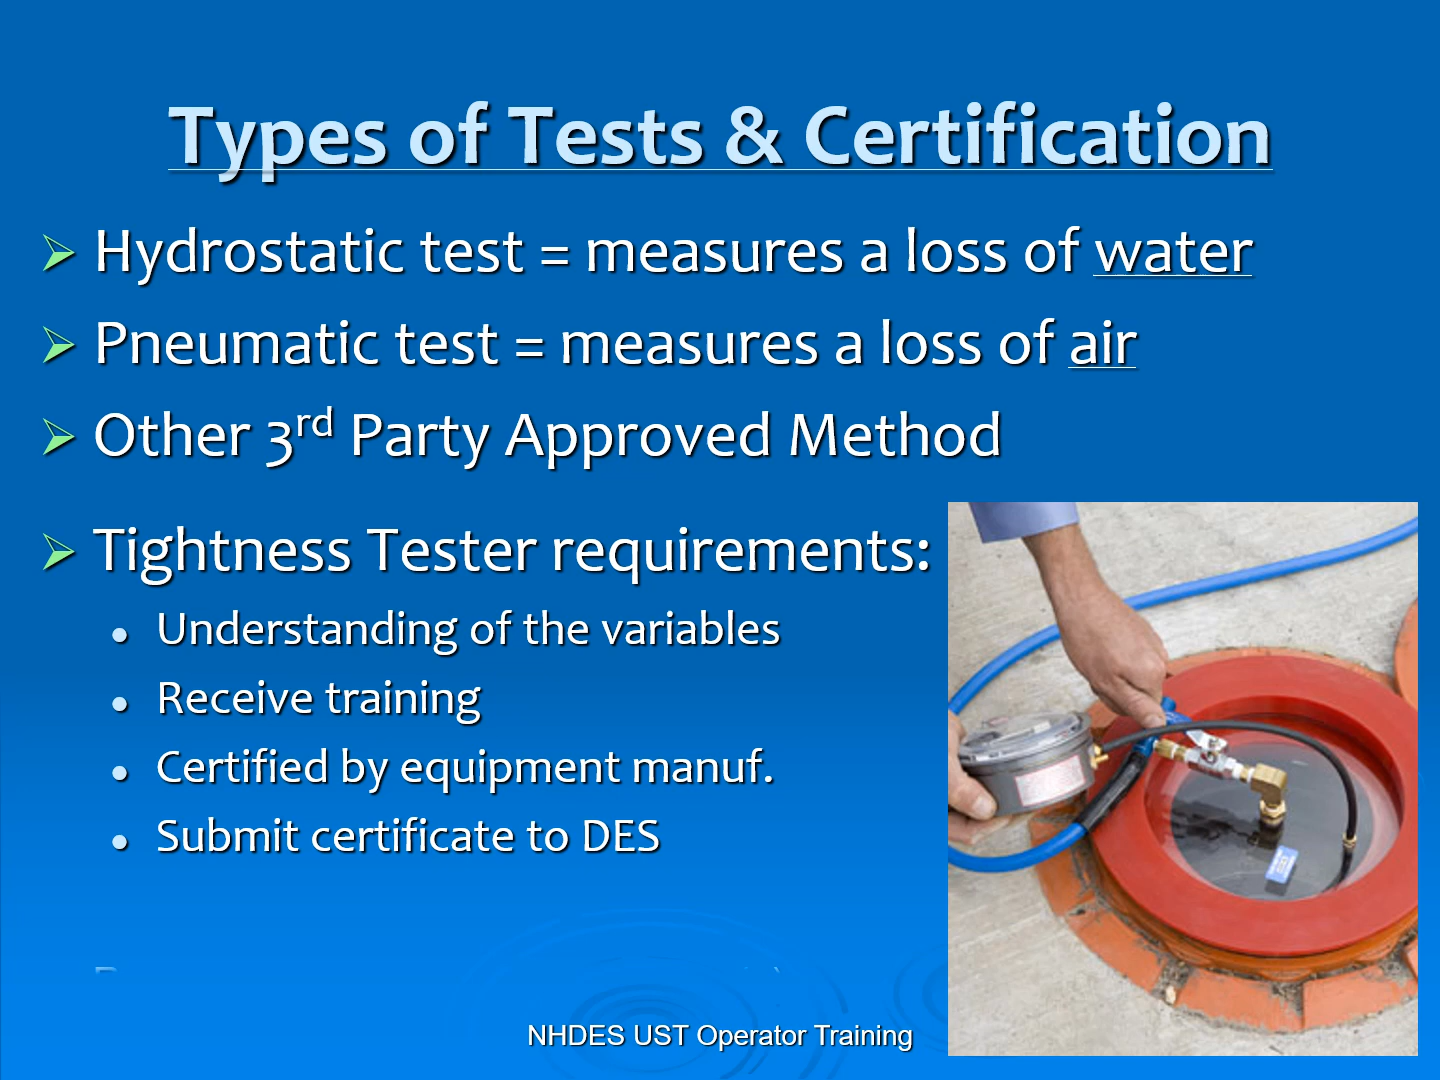 Types of Tests & Certification
Hydrostatic test = measures a loss of water
Pneumatic test = measures a loss of air
Other 3rd Party Approved Method
Tightness Tester requirements:
Understanding of the variables
Receive training
Certified by equipment manuf.
Submit certificate to DES
NHDES UST Operator Training